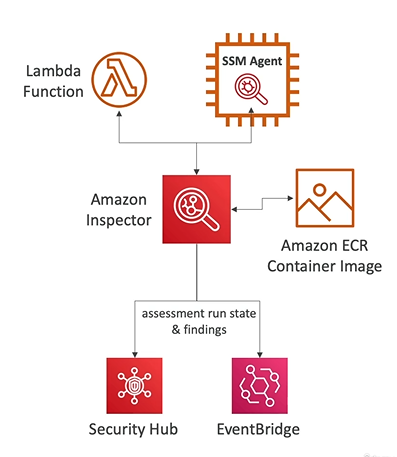 Lambda
Function
SSM Agent
Amazon
Inspector
Amazon ECR
Container Image
assessment run state
& findings
Security Hub
EventBridge